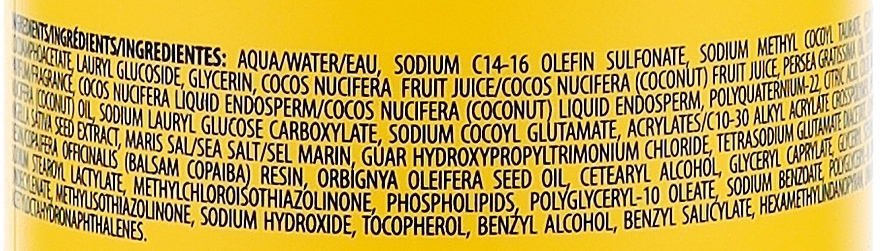 INGREDIENTS/INGRÉDIENTS/INGREDIENTES: AQUA/WATER/EAU, SODIUM C14-16 OLEFIN SULFONATE, SODIUM METHYL COCOYL TAURATE,
LAURYL GLUCOSIDE, GLYCERIN, COCOS NUCIFERA FRUIT JUICE/COCOS NUCIFERA (COCONUT) FRUIT JUICE, PERSEA GRATISSIMA
FRAGRANCE, COCOS NUCIFERA LIQUID ENDOSPERM/COCOS NUCIFERA (COCONUT) LIQUID ENDOSPERM, POLYQUATERNIUM-22, CITRIC
(COCONUT) OIL, SODIUM LAURYL GLUCOSE CARBOXYLATE, SODIUM COCOYL GLUTAMATE, ACRYLATES/C10-30 ALKYL ACRYLATE
SATIVA SEED EXTRACT, MARIS SAL/SEA SALT/SEL MARIN, GUAR HYDROXYPROPYLTRIMONIUM CHLORIDE, TETRASODIUM GLUTAMATE
OFFICINALIS (BALSAM COPAIBA) RESIN, ORBIGNYA OLEIFERA SEED OIL, CETEARYL ALCOHOL, GLYCERYL CAPRYLATE,
STEAROYL LACTYLATE, METHYLCHLOROISOTHIAZOLINONE, PHOSPHOLIPIDS, POLYGLYCERYL-10 OLEATE, SODIUM BENZOATE,
METHYLISOTHIAZOLINONE, SODIUM HYDROXIDE, TOCOPHEROL, BENZYL ALCOHOL, BENZYL SALICYLATE,